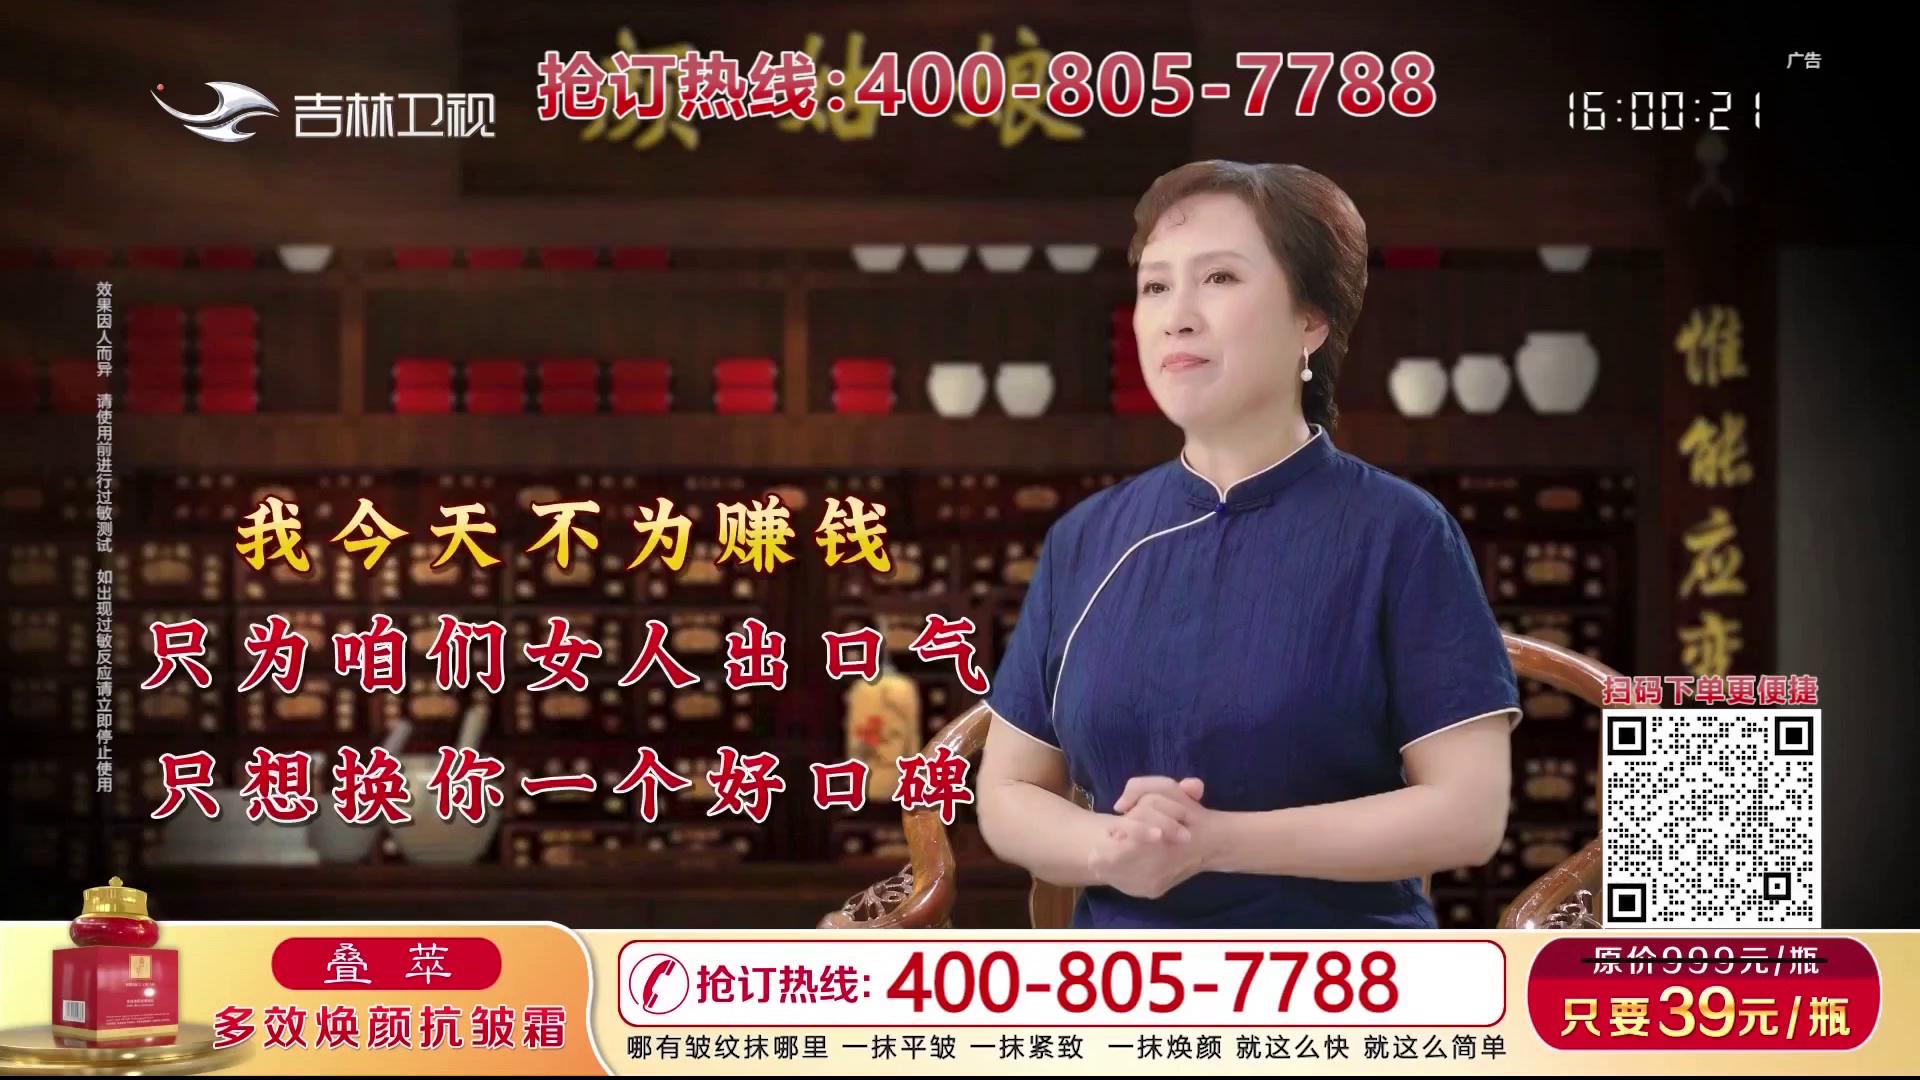 颜姑娘
抢订热线:400-805-7788
吉林卫视
广告
16:00:21
效果因人而异 请使用前进行过敏测试 如出现过敏反应请立即停止使用
惟能应变
我今天不为赚钱
只为咱们女人出口气
只想换你一个好口碑
扫码下单更便捷
叠萃
多效焕颜抗皱霜
抢订热线:400-805-7788
哪有皱纹抹哪里 一抹平皱 一抹紧致 一抹焕颜 就这么快 就这么简单
原价999元/瓶
只要39元/瓶